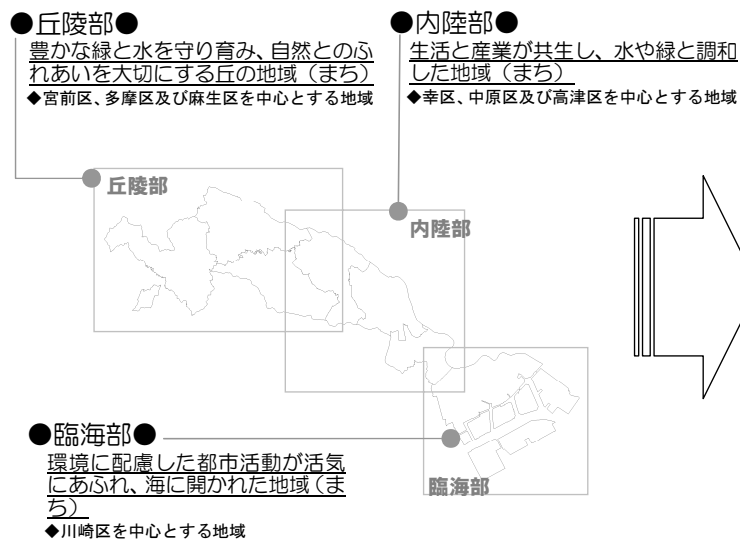 ●丘陵部●
豊かな緑と水を守り育み、自然とのふ
れあいを大切にする丘の地域（まち）
◆宮前区、多摩区及び麻生区を中心とする地域
●内陸部●
生活と産業が共生し、水や緑と調和
した地域（まち）
◆幸区、中原区及び高津区を中心とする地域
丘陵部
内陸部
臨海部
●臨海部●
環境に配慮した都市活動が活気
にあふれ、海に開かれた地域（ま
ち）
◆川崎区を中心とする地域